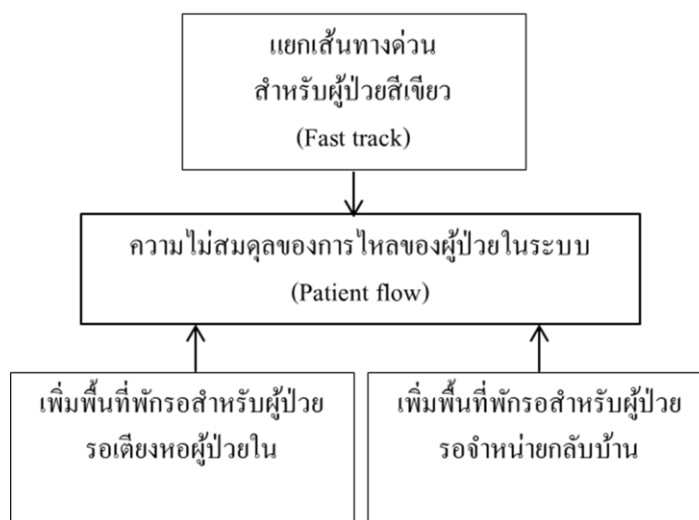 แยกเส้นทางด่วน
สำหรับผู้ป่วยสีเขียว
(Fast track)
ความไม่สมดุลของการไหลของผู้ป่วยในระบบ
(Patient flow)
เพิ่มพื้นที่พักรอสำหรับผู้ป่วย
รอเตียงหอผู้ป่วยใน
เพิ่มพื้นที่พักรอสำหรับผู้ป่วย
รอจำหน่ายกลับบ้าน